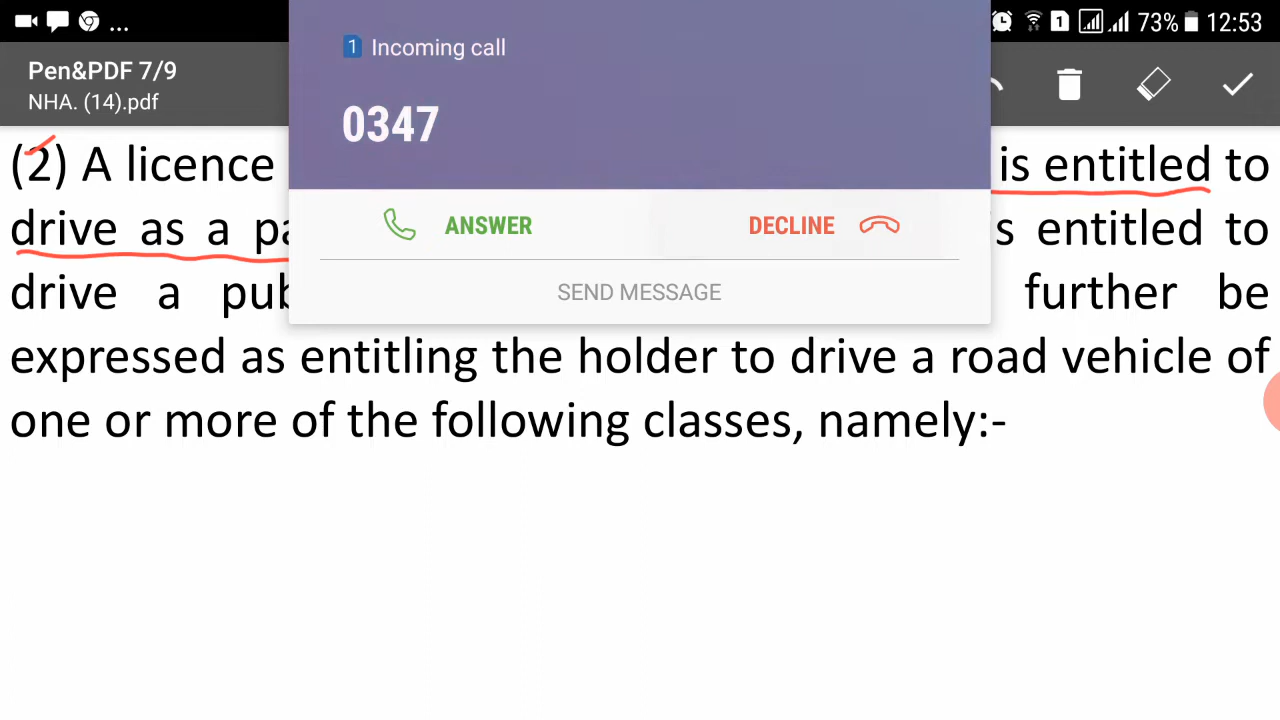 ... 1 73% 12:53
1 Incoming call
Pen&PDF 7/9
NHA. (14).pdf
0347
ANSWER DECLINE
SEND MESSAGE
(2) A licence is entitled to
drive as a entitled to
drive a further be
expressed as entitling the holder to drive a road vehicle of
one or more of the following classes, namely:-